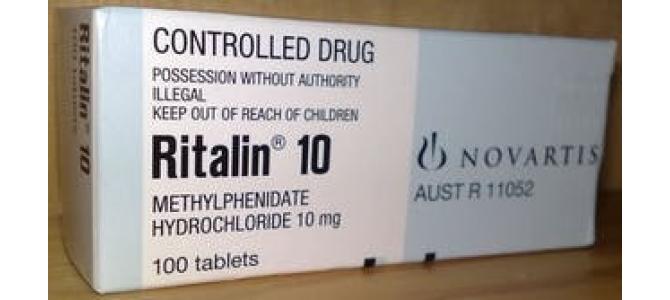 CONTROLLED DRUG
POSSESSION WITHOUT AUTHORITY
ILLEGAL
KEEP OUT OF REACH OF CHILDREN
Ritalin® 10
METHYLPHENIDATE
HYDROCHLORIDE 10 mg
100 tablets
NOVARTIS
AUST R 11052
Ritalin® 10